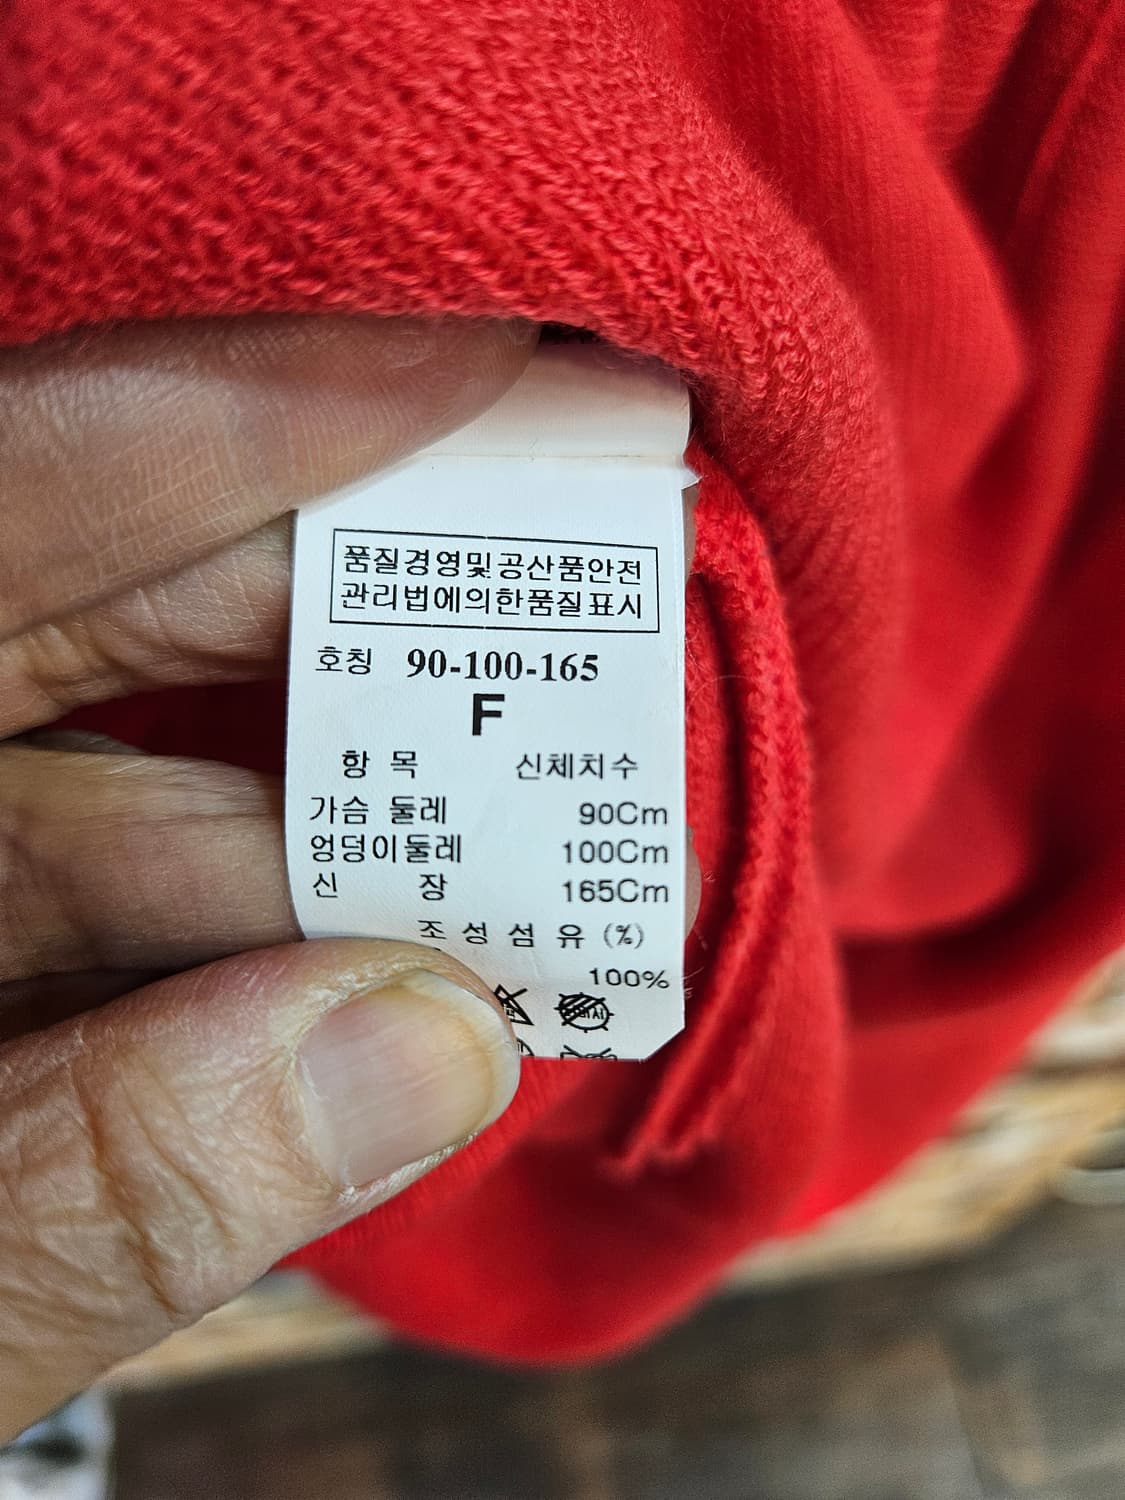 품질경영및공산품안전
관리법에의한품질표시
호칭 90-100-165
F
항 목 신체치수
가슴 둘레 90Cm
엉덩이둘레 100Cm
신 장 165Cm
조 성 섬 유 (%)
100%